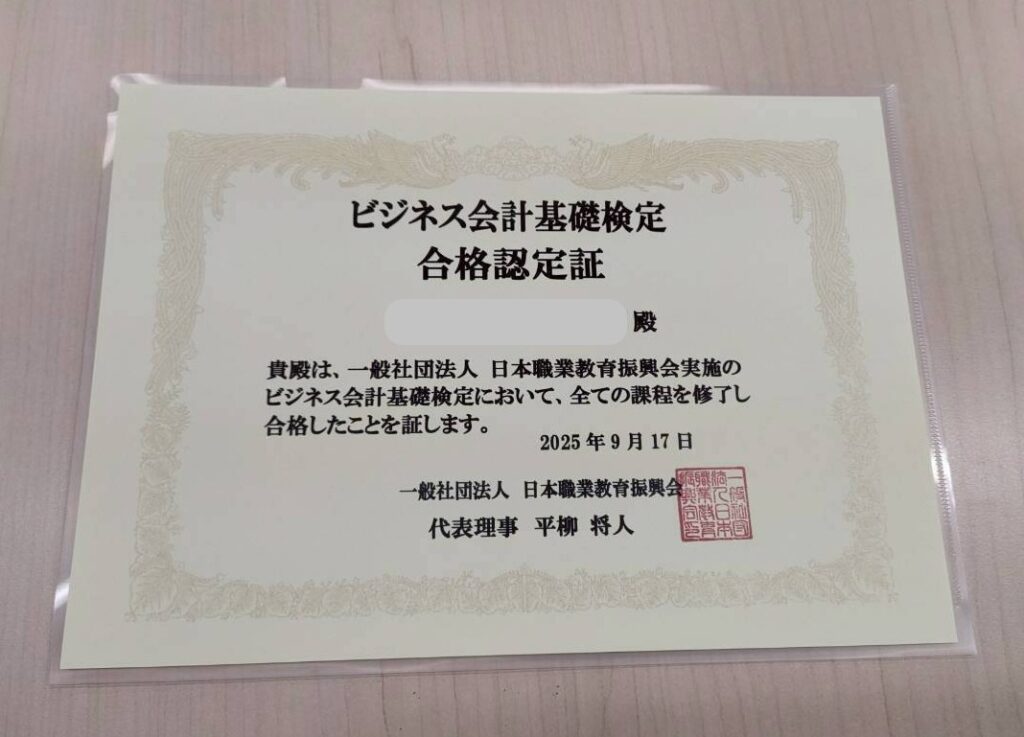 ビジネス会計基礎検定
合格認定証
殿
貴殿は、一般社団法人 日本職業教育振興会実施の
ビジネス会計基礎検定において、全ての課程を修了し
合格したことを証します。
2025年9月17日
一般社団法人 日本職業教育振興会
代表理事 平柳 将人